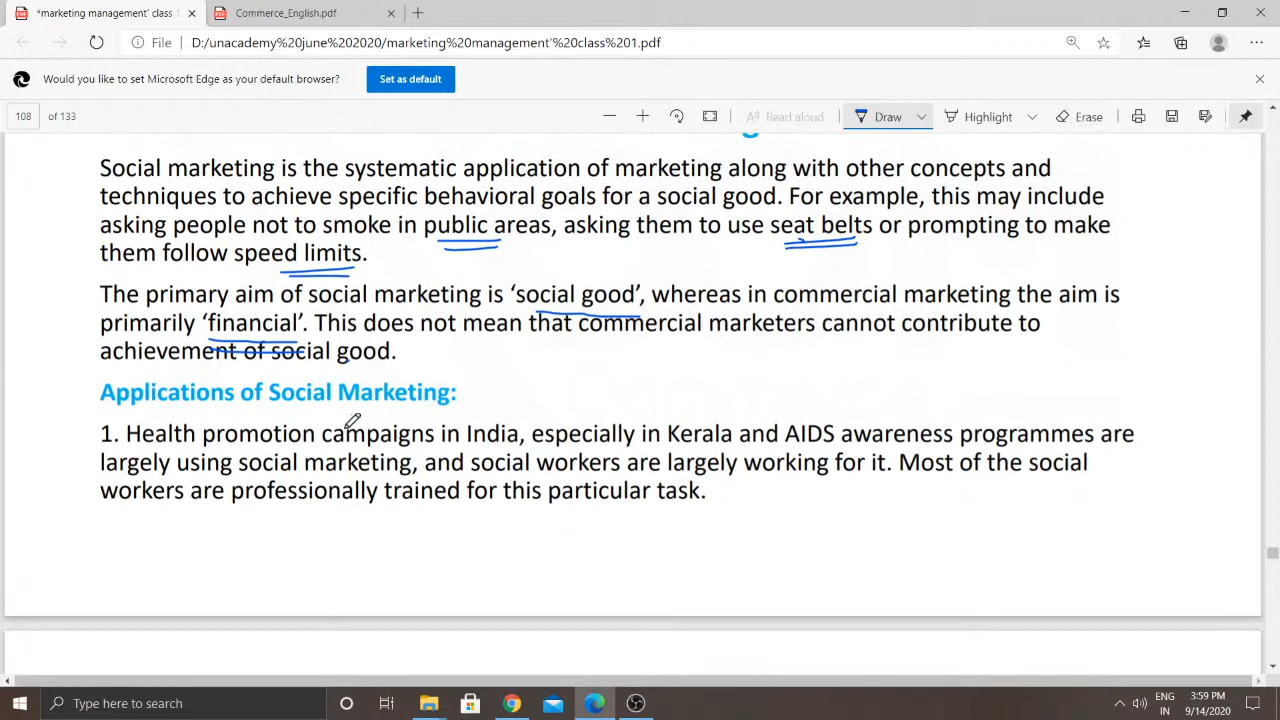 *marketing management' class 1
Commerce_English.pdf
File
D:/unacademy%20june%202020/marketing%20management'%20class%201.pdf
Would you like to set Microsoft Edge as your default browser?
Set as default
108 of 133
Read aloud
Draw
Highlight
Erase
Social marketing is the systematic application of marketing along with other concepts and
techniques to achieve specific behavioral goals for a social good. For example, this may include
asking people not to smoke in public areas, asking them to use seat belts or prompting to make
them follow speed limits.
The primary aim of social marketing is ‘social good’, whereas in commercial marketing the aim is
primarily ‘financial’. This does not mean that commercial marketers cannot contribute to
achievement of social good.
Applications of Social Marketing:
1. Health promotion campaigns in India, especially in Kerala and AIDS awareness programmes are
largely using social marketing, and social workers are largely working for it. Most of the social
workers are professionally trained for this particular task.
Type here to search
ENG
IN
3:59 PM
9/14/2020